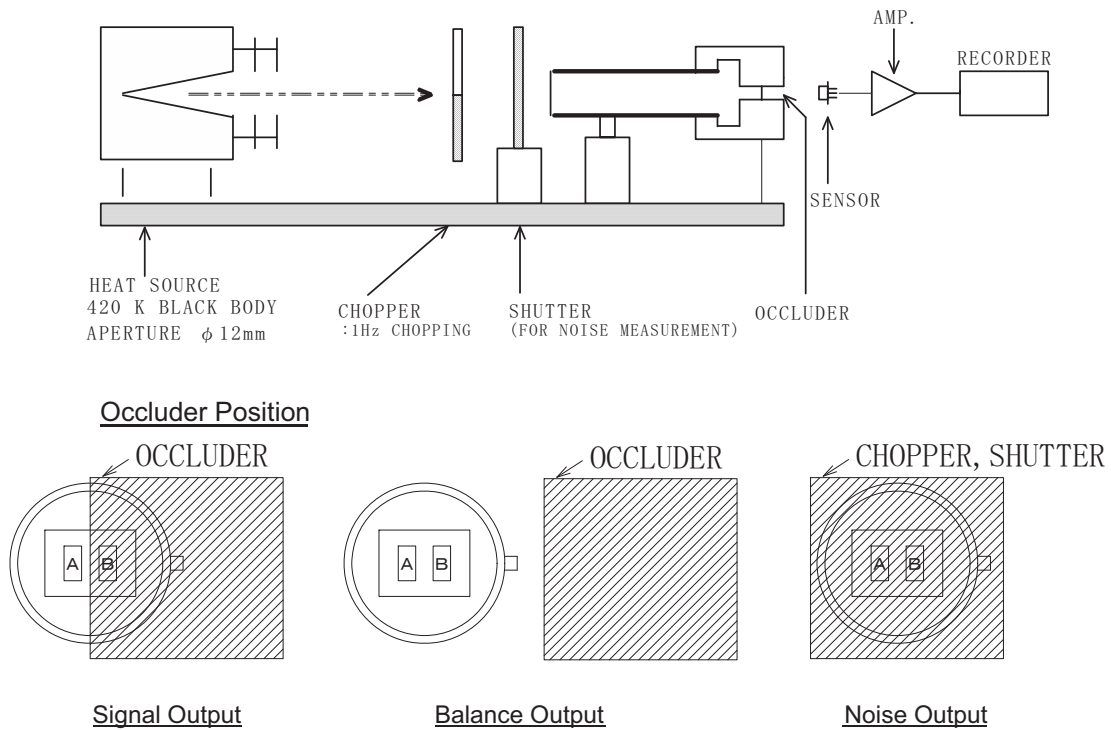 AMP.
RECORDER
SENSOR
HEAT SOURCE
420 K BLACK BODY
APERTURE φ12mm
CHOPPER
:1Hz CHOPPING
SHUTTER
(FOR NOISE MEASUREMENT)
OCCLUDER
Occluder Position
OCCLUDER
A B
Signal Output
OCCLUDER
A B
Balance Output
CHOPPER, SHUTTER
A B
Noise Output